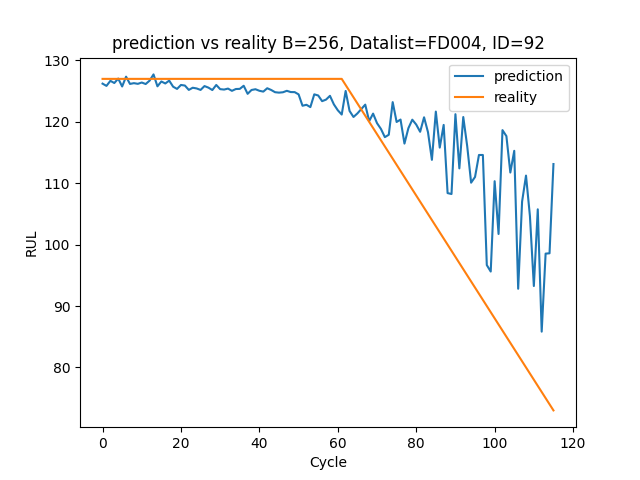 prediction vs reality B=256, Datalist=FD004, ID=92
prediction
reality
130
120
110
100
90
80
RUL
0 20 40 60 80 100 120
Cycle